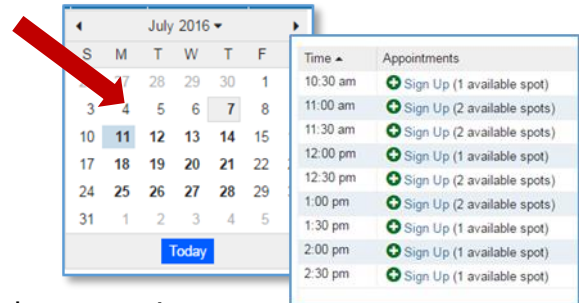 July 2016
S M T W T F
27 28 29 30 1
3 4 5 6 7 8
10 11 12 13 14 15
17 18 19 20 21 22
24 25 26 27 28 29
31 1 2 3 4 5
Today
Time Appointments
10:30 am Sign Up (1 available spot)
11:00 am Sign Up (2 available spots)
11:30 am Sign Up (2 available spots)
12:00 pm Sign Up (1 available spot)
12:30 pm Sign Up (2 available spots)
1:00 pm Sign Up (2 available spots)
1:30 pm Sign Up (1 available spot)
2:00 pm Sign Up (1 available spot)
2:30 pm Sign Up (1 available spot)